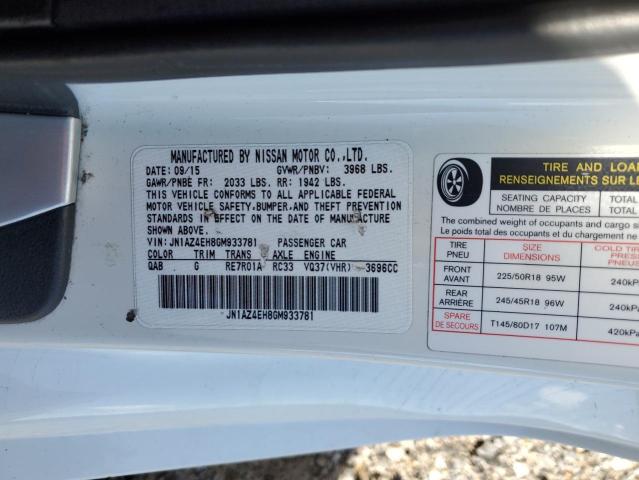 MANUFACTURED BY NISSAN MOTOR CO.,LTD.
DATE: 09/15 GVWR/PNBV: 3968 LBS.
GAWR/PNBE FR: 2033 LBS. RR: 1942 LBS.
THIS VEHICLE CONFORMS TO ALL APPLICABLE FEDERAL
MOTOR VEHICLE SAFETY,BUMPER,AND THEFT PREVENTION
STANDARDS IN EFFECT ON THE DATE OF MANUFACTURE
SHOWN ABOVE.
VIN: JN1AZ4EH8GM933781 PASSENGER CAR
COLOR TRIM TRANS AXLE ENGINE
QAB G RE7R01A RC33 VQ37(VHR) 3696CC
JN1AZ4EH8GM933781
TIRE AND LOA
RENSEIGNEMENTS SUR LE
SEATING CAPACITY TOTAL
NOMBRE DE PLACES TOTAL
The combined weight of occupants and cargo s
Le poids total des occupants et du chargement ne
TIRE SIZE COLD TI
PNEU DIMENSIONS
FRONT 225/50R18 95W 240kP
AVANT
REAR 245/45R18 96W 240kP
ARRIÈRE
SPARE T145/80D17 107M 420kPa
DE SECOURS